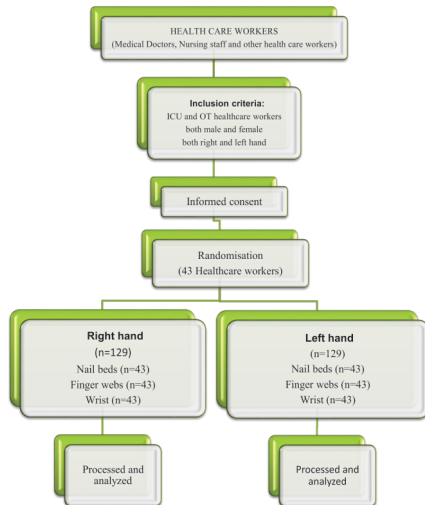 HEALTH CARE WORKERS
(Medical Doctors, Nursing staff and other health care workers)
Inclusion criteria:
ICU and OT healthcare workers
both male and female
both right and left hand
Informed consent
Randomisation
(43 Healthcare workers)
Right hand
(n=129)
Nail beds (n=43)
Finger webs (n=43)
Wrist (n=43)
Left hand
(n=129)
Nail beds (n=43)
Finger webs (n=43)
Wrist (n=43)
Processed and
analyzed
Processed and
analyzed